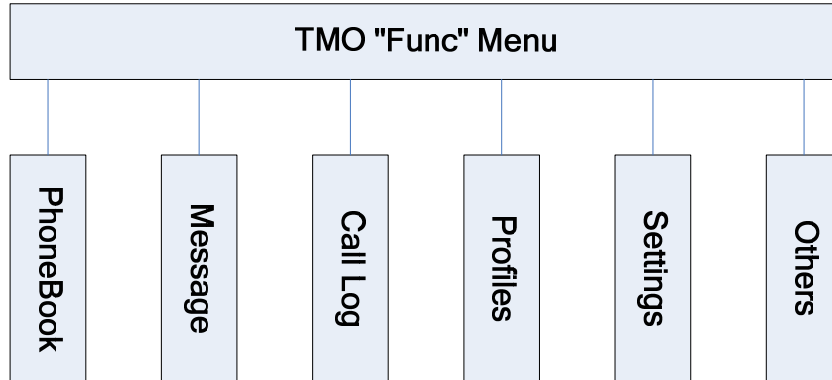 TMO "Func" Menu
PhoneBook
Message
Call Log
Profiles
Settings
Others